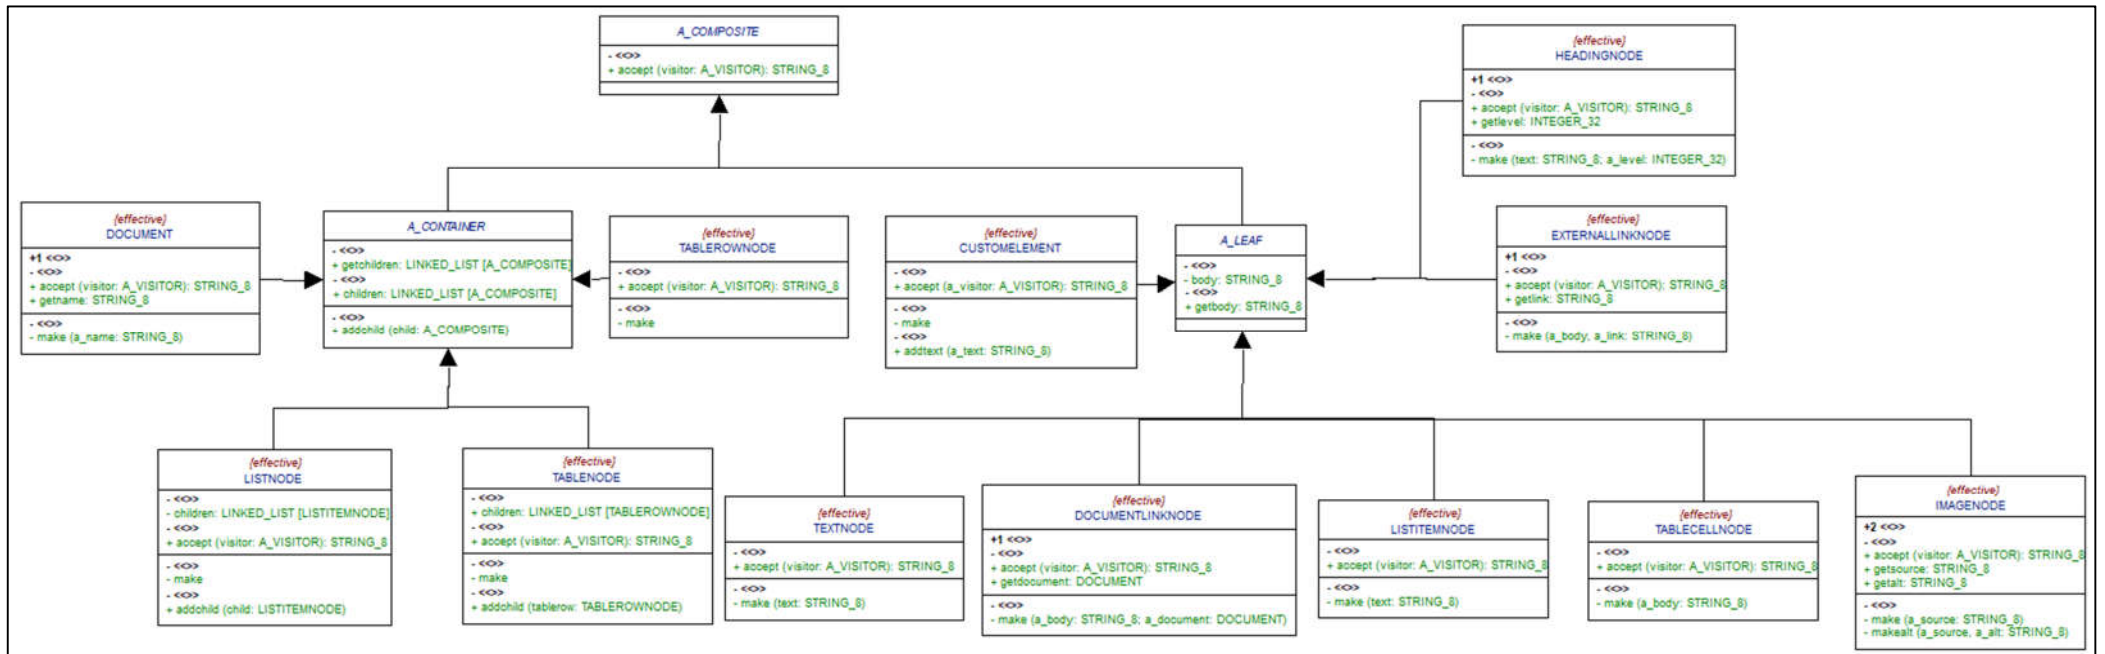 A_COMPOSITE
- <<>>
+ accept (visitor: A_VISITOR): STRING_8
{effective}
HEADINGNODE
+1 <<>>
- <<>>
+ accept (visitor: A_VISITOR): STRING_8
+ getlevel: INTEGER_32
- <<>>
- make (text: STRING_8; a_level: INTEGER_32)
{effective}
DOCUMENT
+1 <<>>
- <<>>
+ accept (visitor: A_VISITOR): STRING_8
+ getname: STRING_8
- <<>>
- make (a_name: STRING_8)
A_CONTAINER
- <<>>
+ getchildren: LINKED_LIST [A_COMPOSITE]
- <<>>
+ children: LINKED_LIST [A_COMPOSITE]
- <<>>
+ addchild (child: A_COMPOSITE)
{effective}
TABLEROWNODE
- <<>>
+ accept (visitor: A_VISITOR): STRING_8
- <<>>
- make
{effective}
CUSTOMELEMENT
- <<>>
+ accept (a_visitor: A_VISITOR): STRING_8
- <<>>
- make
- <<>>
+ addtext (a_text: STRING_8)
A_LEAF
- <<>>
- body: STRING_8
- <<>>
+ getbody: STRING_8
{effective}
EXTERNALLINKNODE
+1 <<>>
- <<>>
+ accept (visitor: A_VISITOR): STRING_8
+ getlink: STRING_8
- <<>>
- make (a_body, a_link: STRING_8)
{effective}
LISTNODE
- <<>>
- children: LINKED_LIST [LISTITEMNODE]
- <<>>
+ accept (visitor: A_VISITOR): STRING_8
- <<>>
- make
- <<>>
+ addchild (child: LISTITEMNODE)
{effective}
TABLENODE
- <<>>
+ children: LINKED_LIST [TABLEROWNODE]
- <<>>
+ accept (visitor: A_VISITOR): STRING_8
- <<>>
- make
- <<>>
+ addchild (tablerow: TABLEROWNODE)
{effective}
TEXTNODE
- <<>>
+ accept (visitor: A_VISITOR): STRING_8
- <<>>
- make (text: STRING_8)
{effective}
DOCUMENTLINKNODE
+1 <<>>
- <<>>
+ accept (visitor: A_VISITOR): STRING_8
+ getdocument: DOCUMENT
- <<>>
- make (a_body: STRING_8; a_document: DOCUMENT)
{effective}
LISTITEMNODE
- <<>>
+ accept (visitor: A_VISITOR): STRING_8
- <<>>
- make (text: STRING_8)
{effective}
TABLECELLNODE
- <<>>
+ accept (visitor: A_VISITOR): STRING_8
- <<>>
- make (a_body: STRING_8)
{effective}
IMAGENODE
+2 <<>>
- <<>>
+ accept (visitor: A_VISITOR): STRING_8
+ getsource: STRING_8
+ getalt: STRING_8
- <<>>
- make (a_source: STRING_8)
- makealt (a_source, a_alt: STRING_8)